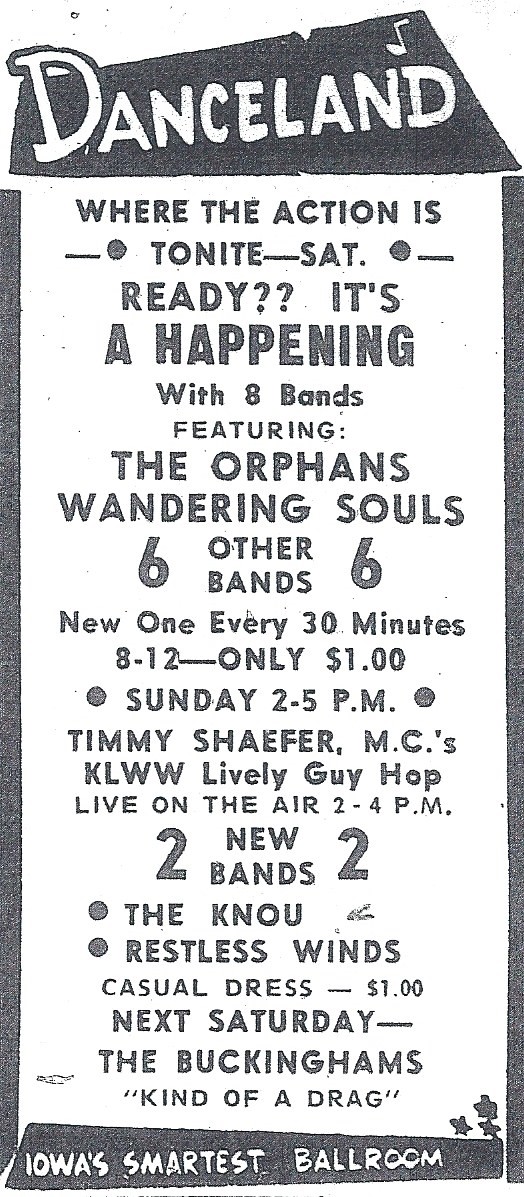 DANCELAND
WHERE THE ACTION IS
—● TONITE—SAT. ●—
READY?? IT'S
A HAPPENING
With 8 Bands
FEATURING:
THE ORPHANS
WANDERING SOULS
6 OTHER BANDS 6
New One Every 30 Minutes
8-12—ONLY $1.00
● SUNDAY 2-5 P.M. ●
TIMMY SHAEFER, M.C.'s
KLWW Lively Guy Hop
LIVE ON THE AIR 2-4 P.M.
2 NEW BANDS 2
● THE KNOU
● RESTLESS WINDS
CASUAL DRESS — $1.00
NEXT SATURDAY—
THE BUCKINGHAMS
"KIND OF A DRAG"
IOWA'S SMARTEST BALLROOM